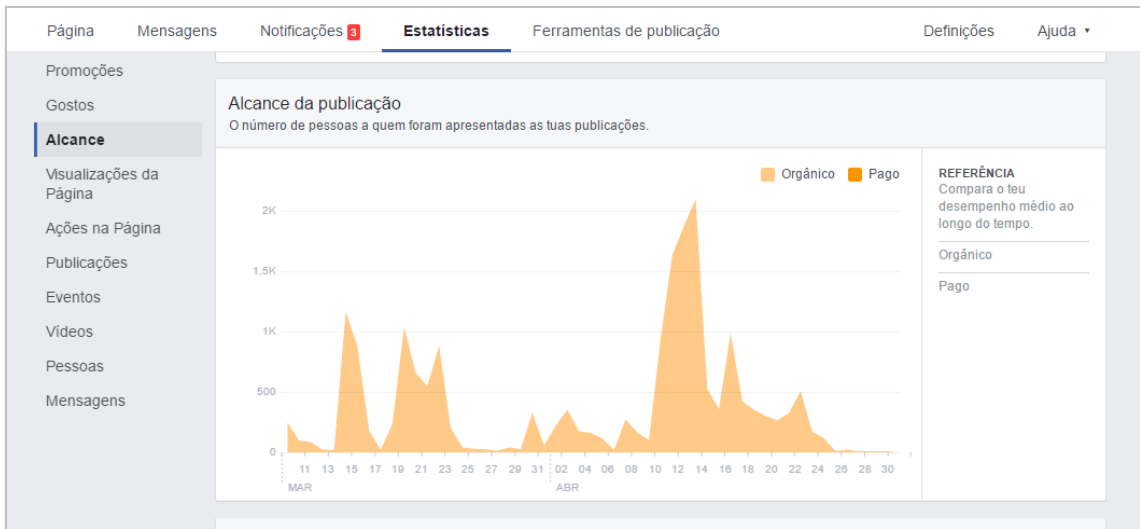 Página Mensagens Notificações 3 Estatísticas Ferramentas de publicação Definições Ajuda
Promoções
Gostos
Alcance
Visualizações da
Página
Ações na Página
Publicações
Eventos
Vídeos
Pessoas
Mensagens
Alcance da publicação
O número de pessoas a quem foram apresentadas as tuas publicações.
Orgânico Pago
2K
1,5K
1K
500
0
11 13 15 17 19 21 23 25 27 29 31 02 04 06 08 10 12 14 16 18 20 22 24 26 28 30
MAR ABR
REFERÊNCIA
Compara o teu
desempenho médio ao
longo do tempo.
Orgânico
Pago